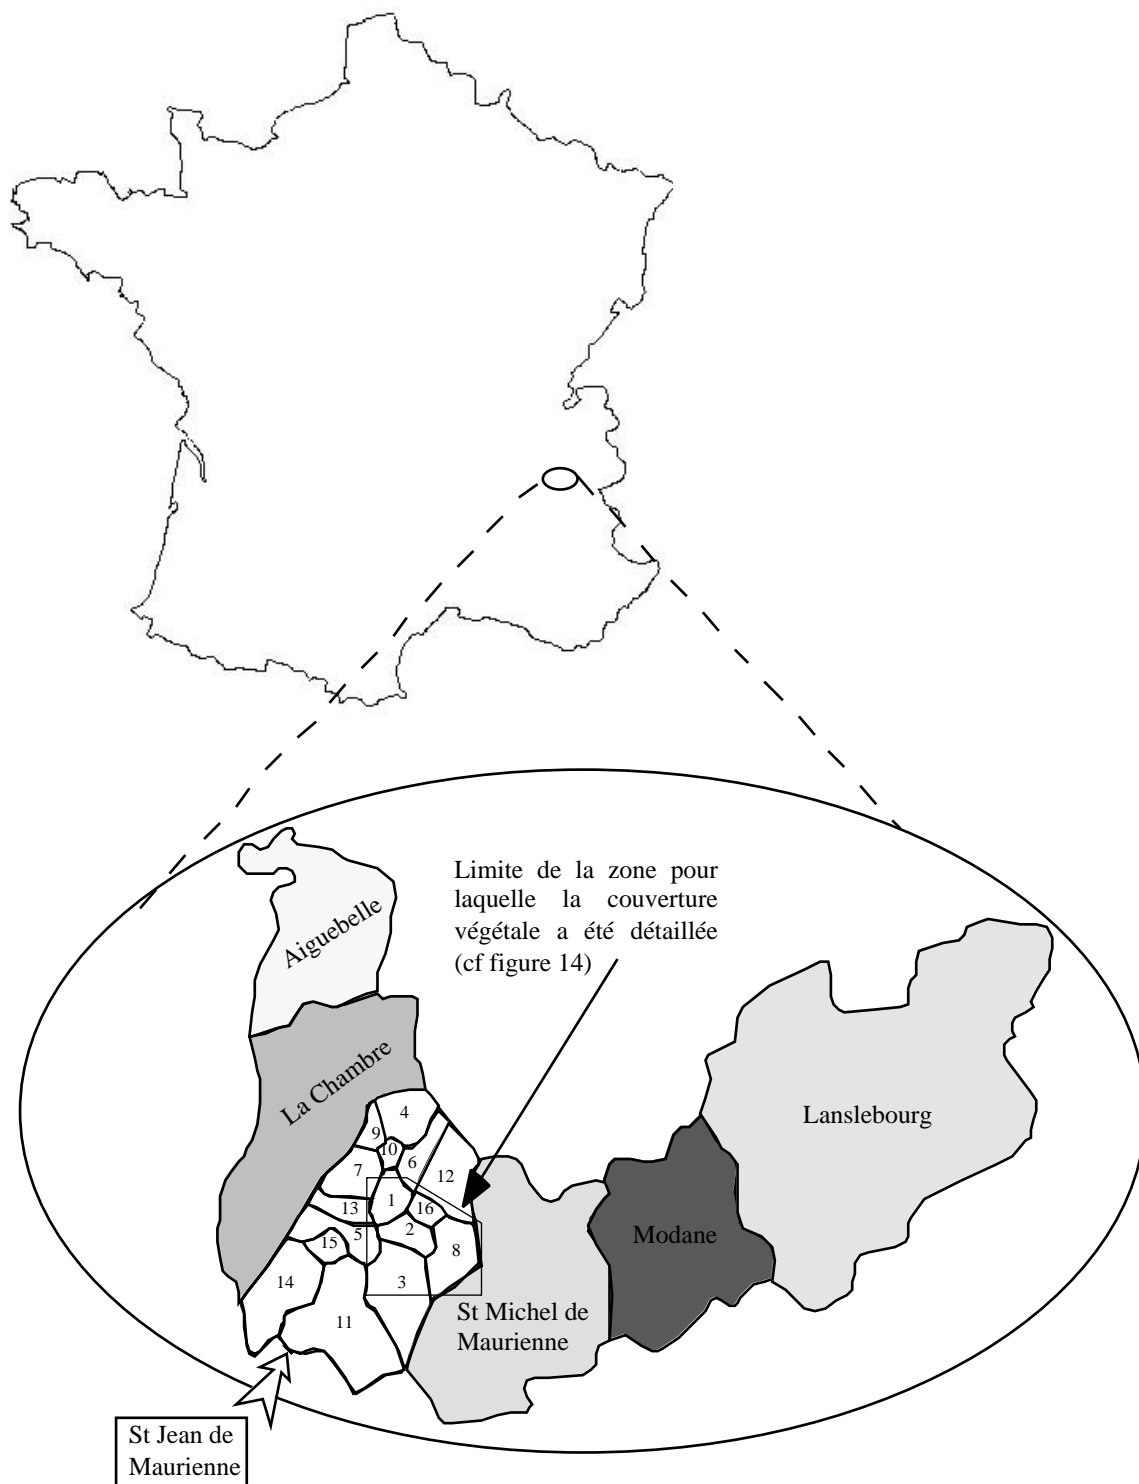 Limite de la zone pour
laquelle la couverture
végétale a été détaillée
(cf figure 14)
Aiguebelle
La Chambre
Lanslebourg
Modane
St Michel de
Maurienne
4
9
10
6
7
12
1
13
16
5
2
15
8
14
3
11
St Jean de
Maurienne